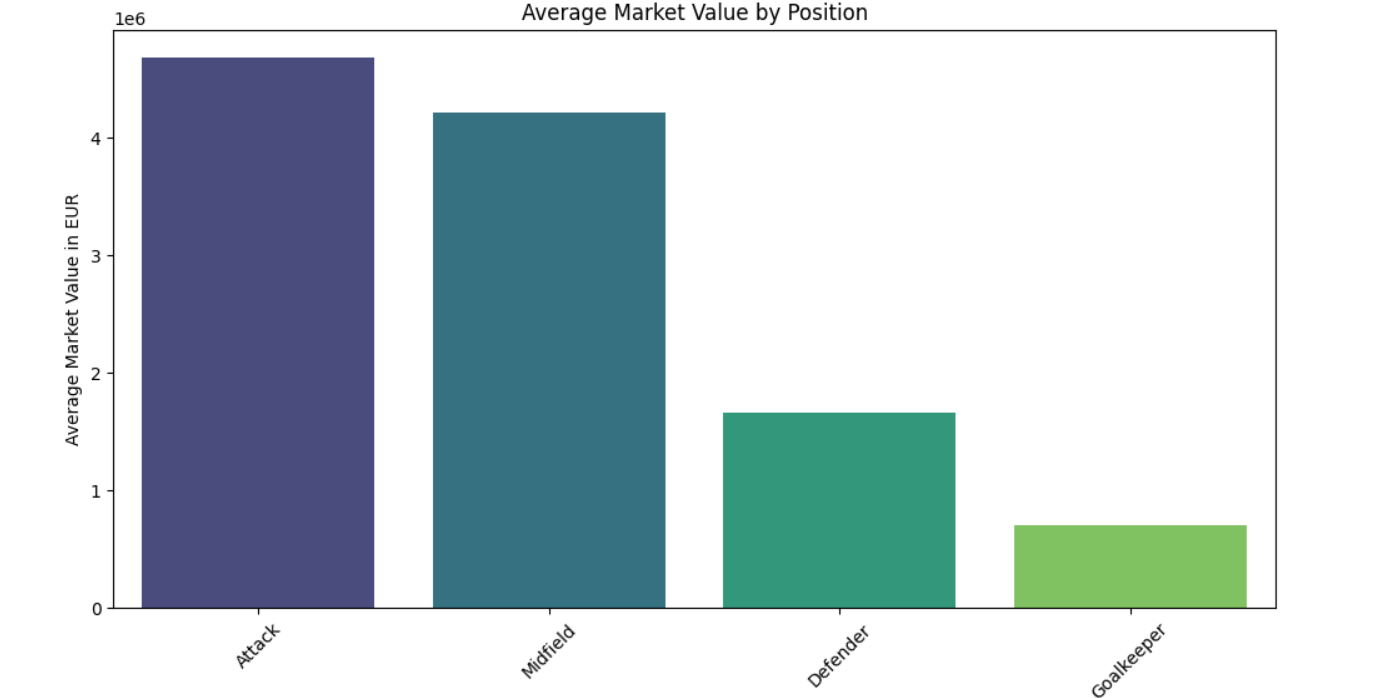 Average Market Value by Position
1e6
Average Market Value in EUR
4
3
2
1
0
Attack
Midfield
Defender
Goalkeeper